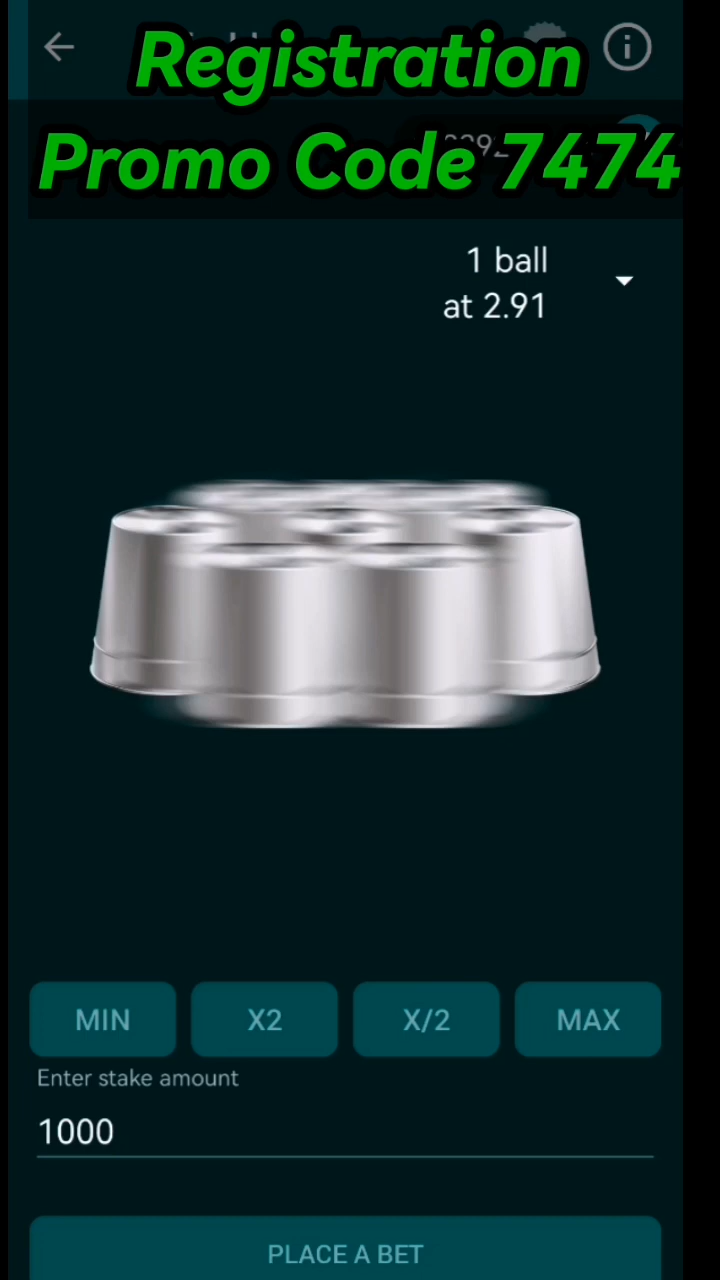 Registration
Promo Code 7474
1 ball
at 2.91
MIN
X2
X/2
MAX
Enter stake amount
1000
PLACE A BET